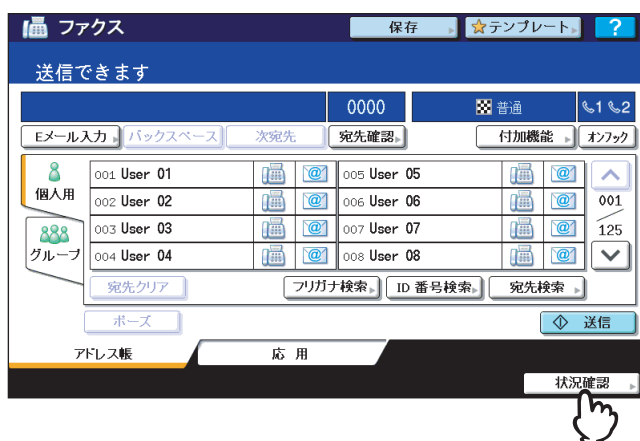 ファクス 保存 テンプレート ?
送信できます
0000 普通 1 2
Eメール入力 バックスペース 次宛先 宛先確認 付加機能 オンフック
個人用
グループ
001 User 01 @ 005 User 05 @
002 User 02 @ 006 User 06 @
003 User 03 @ 007 User 07 @
004 User 04 @ 008 User 08 @
001
125
宛先クリア フリガナ検索 ID 番号検索 宛先検索
ポーズ 送信
アドレス帳 応用
状況確認